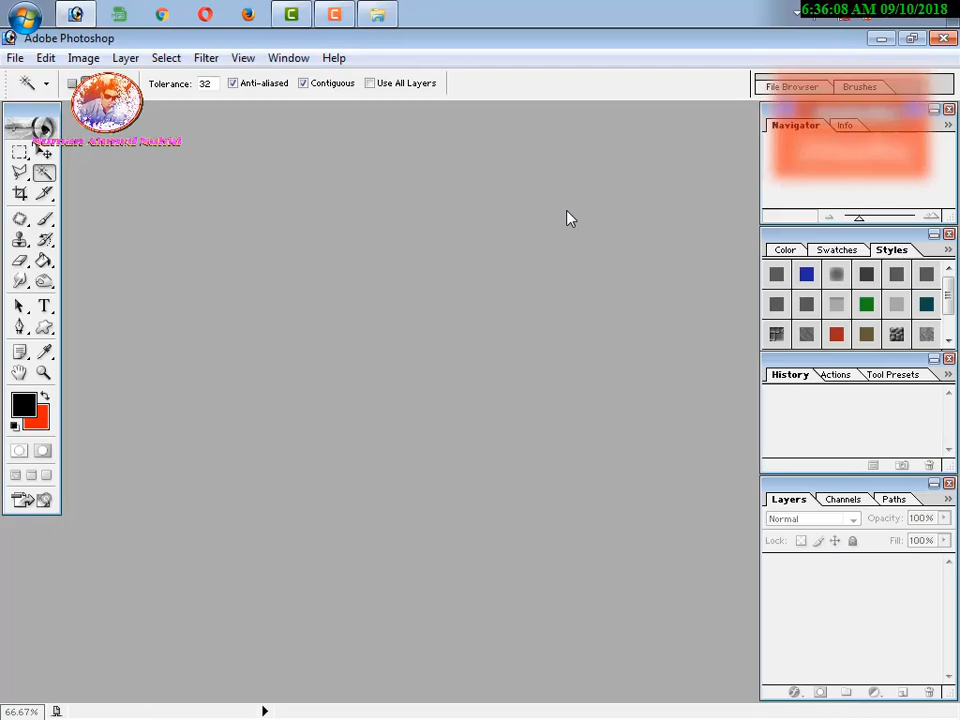 6:36:08 AM 09/10/2018
Adobe Photoshop
File Edit Image Layer Select Filter View Window Help
Tolerance: 32 Anti-aliased Contiguous Use All Layers
File Browser Brushes
Navigator Info
Color Swatches Styles
History Actions Tool Presets
Layers Channels Paths
Normal Opacity: 100%
Lock: Fill: 100%
66.67%